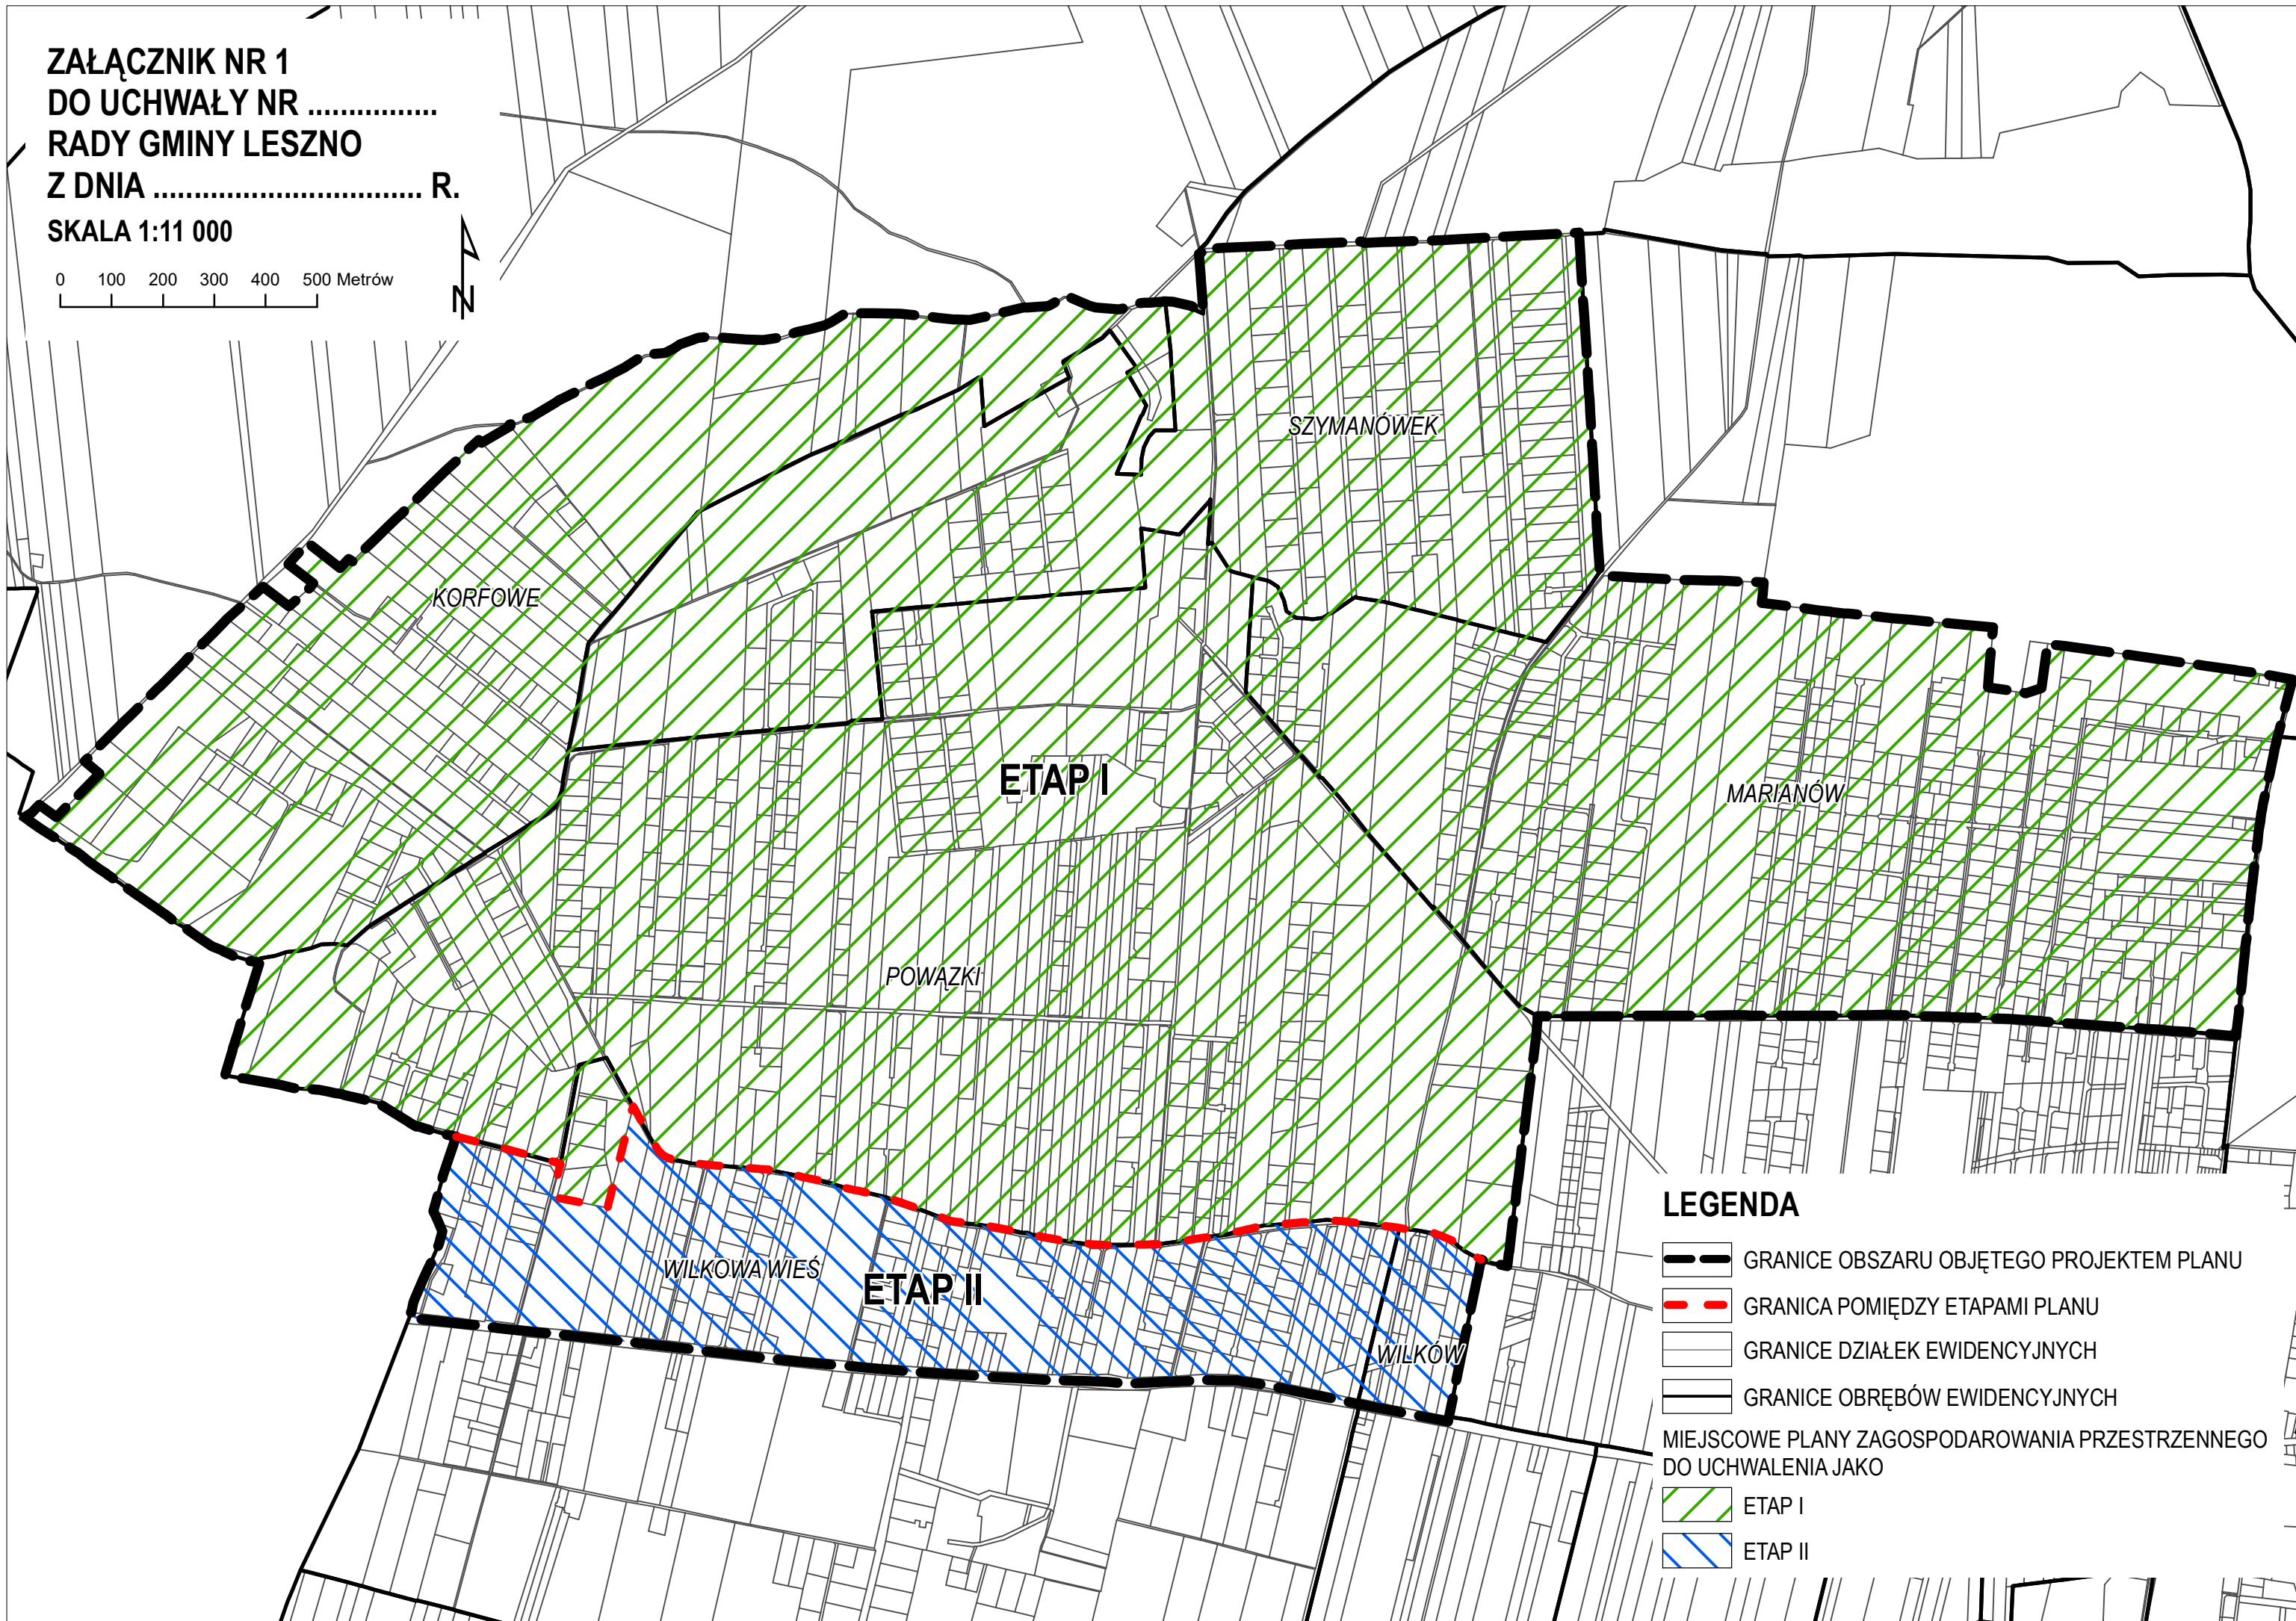 ZAŁĄCZNIK NR 1
DO UCHWAŁY NR ................
RADY GMINY LESZNO
Z DNIA ................................. R.
SKALA 1:11 000
0 100 200 300 400 500 Metrów
N
SZYMANÓWEK
KORFOWE
ETAP I
MARIANÓW
POWĄZKI
WILKOWA WIEŚ
ETAP II
WILKÓW
LEGENDA
GRANICE OBSZARU OBJĘTEGO PROJEKTEM PLANU
GRANICA POMIĘDZY ETAPAMI PLANU
GRANICE DZIAŁEK EWIDENCYJNYCH
GRANICE OBRĘBÓW EWIDENCYJNYCH
MIEJSCOWE PLANY ZAGOSPODAROWANIA PRZESTRZENNEGO
DO UCHWALENIA JAKO
ETAP I
ETAP II